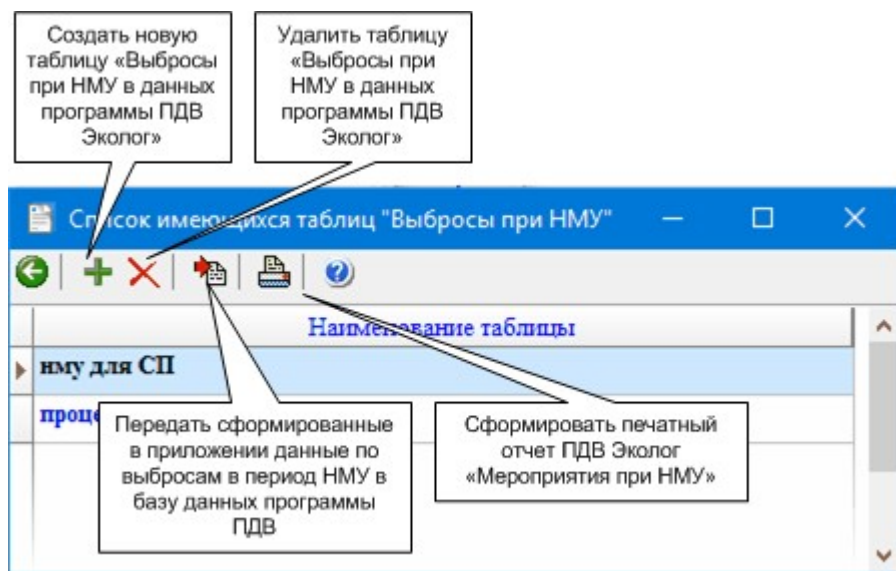 Создать новую
таблицу «Выбросы
при НМУ в данных
программы ПДВ
Эколог»
Удалить таблицу
«Выбросы при
НМУ в данных
программы ПДВ
Эколог»
Список имеющихся таблиц "Выбросы при НМУ"
Наименование таблицы
нму для СП
Передать сформированные
в приложении данные по
выбросам в период НМУ в
базу данных программы
ПДВ
Сформировать печатный
отчет ПДВ Эколог
«Мероприятия при НМУ»